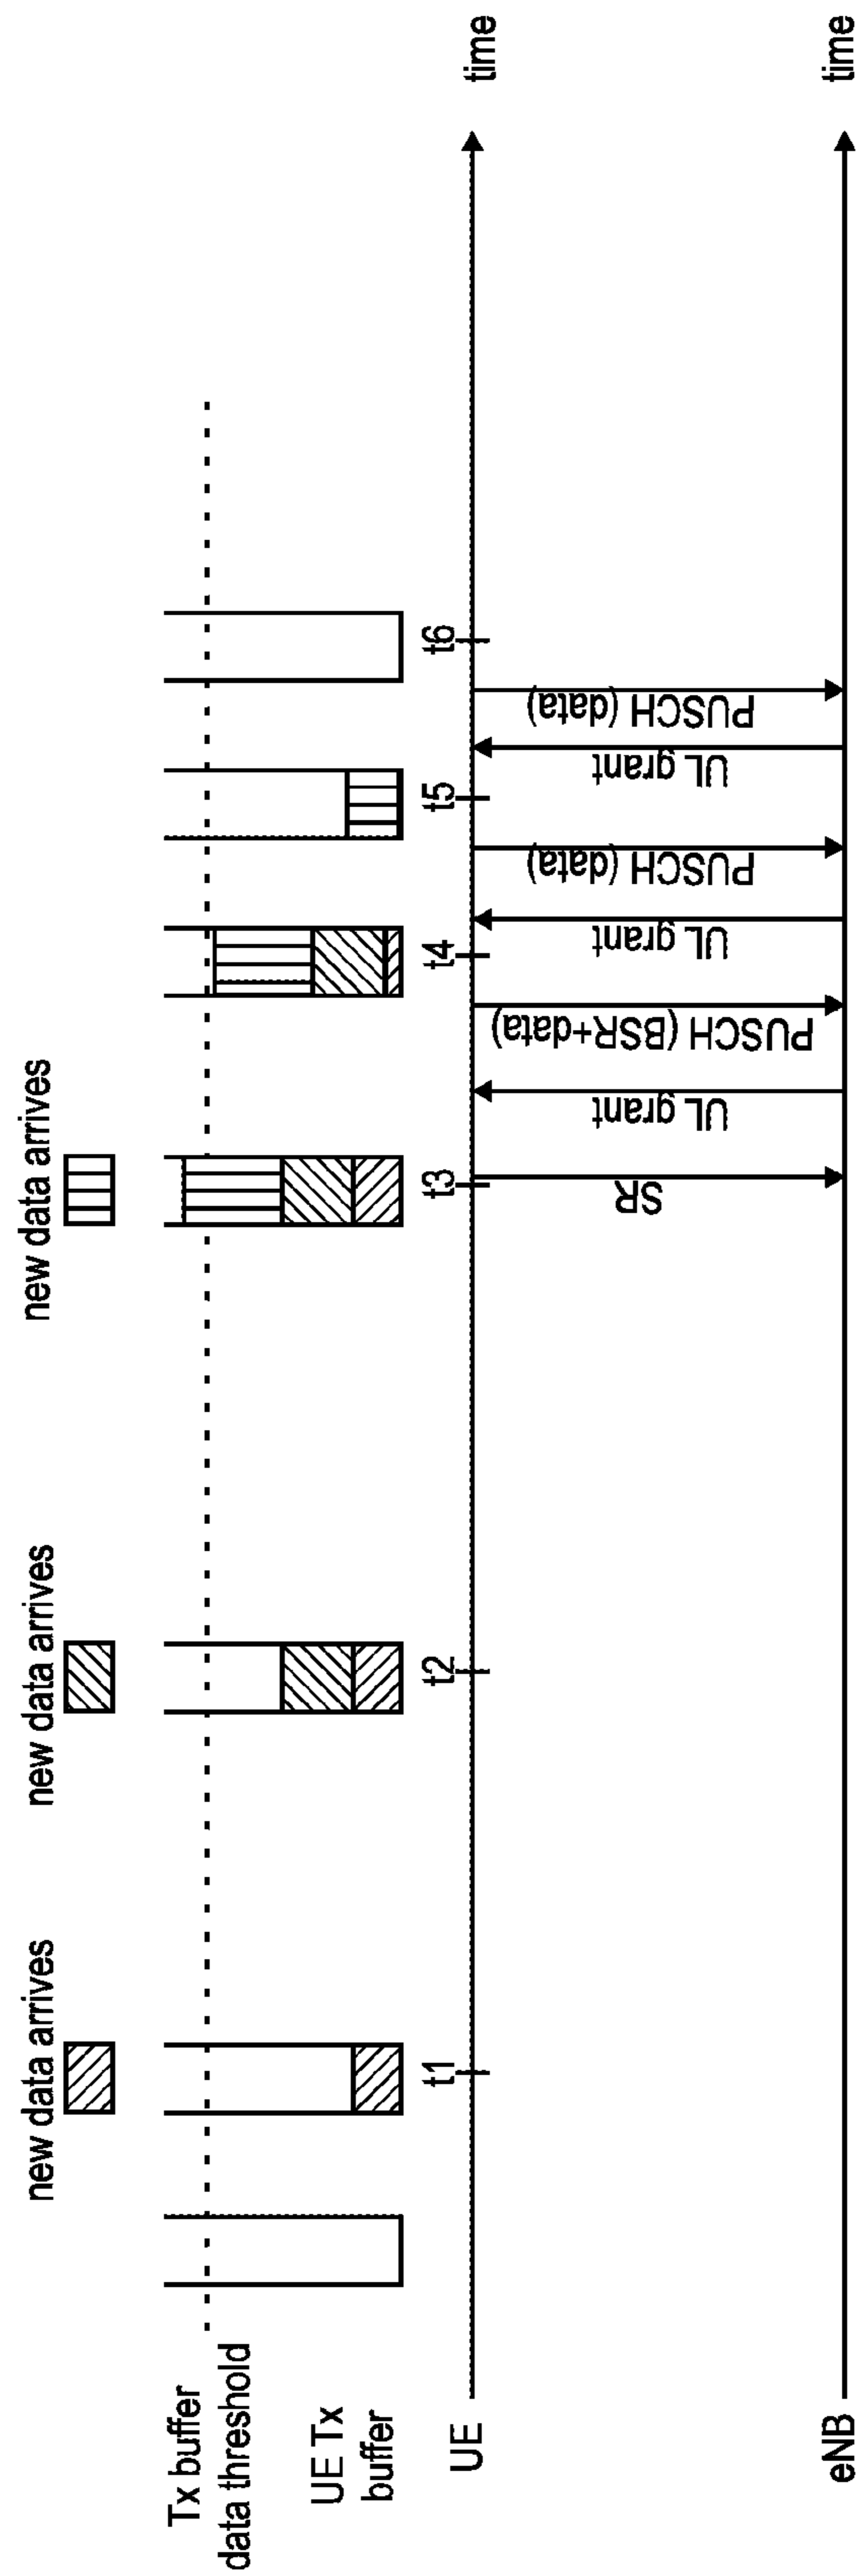 new data arrives
new data arrives
new data arrives
Tx buffer
data threshold
UE Tx
buffer
t1
t2
t3
t4
t5
t6
UE
time
SR
UL grant
PUSCH (BSR+data)
UL grant
PUSCH (data)
UL grant
PUSCH (data)
eNB
time